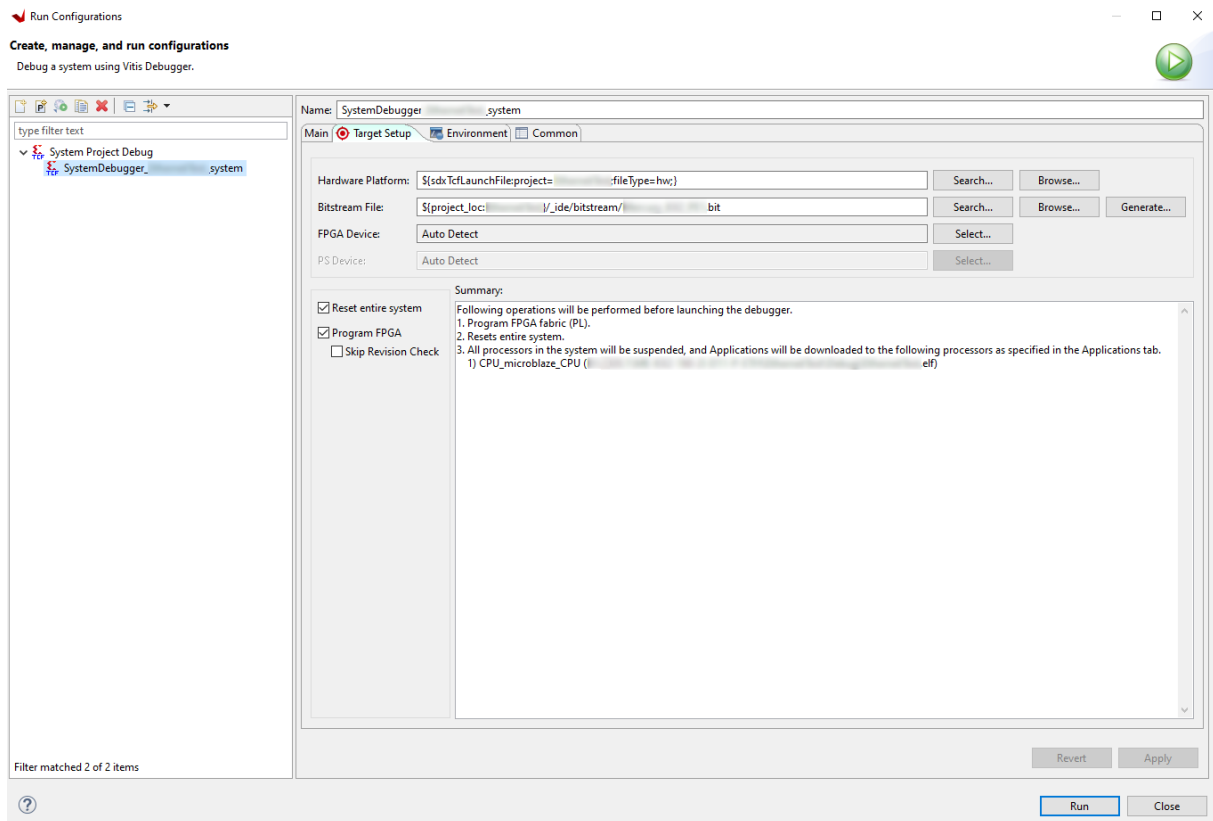 Run Configurations
Create, manage, and run configurations
Debug a system using Vitis Debugger.
type filter text
System Project Debug
SystemDebugger_ _system
Filter matched 2 of 2 items
Name: SystemDebugger _system
Main Target Setup Environment Common
Hardware Platform: ${sdxTcfLaunchFile:project= ;fileType=hw;} Search... Browse...
Bitstream File: ${project_loc: }/_ide/bitstream/ .bit Search... Browse... Generate...
FPGA Device: Auto Detect Select...
PS Device: Auto Detect Select...
Summary:
Reset entire system
Program FPGA
Skip Revision Check
Following operations will be performed before launching the debugger.
1. Program FPGA fabric (PL).
2. Resets entire system.
3. All processors in the system will be suspended, and Applications will be downloaded to the following processors as specified in the Applications tab.
1) CPU_microblaze_CPU ( elf)
Revert Apply
Run Close